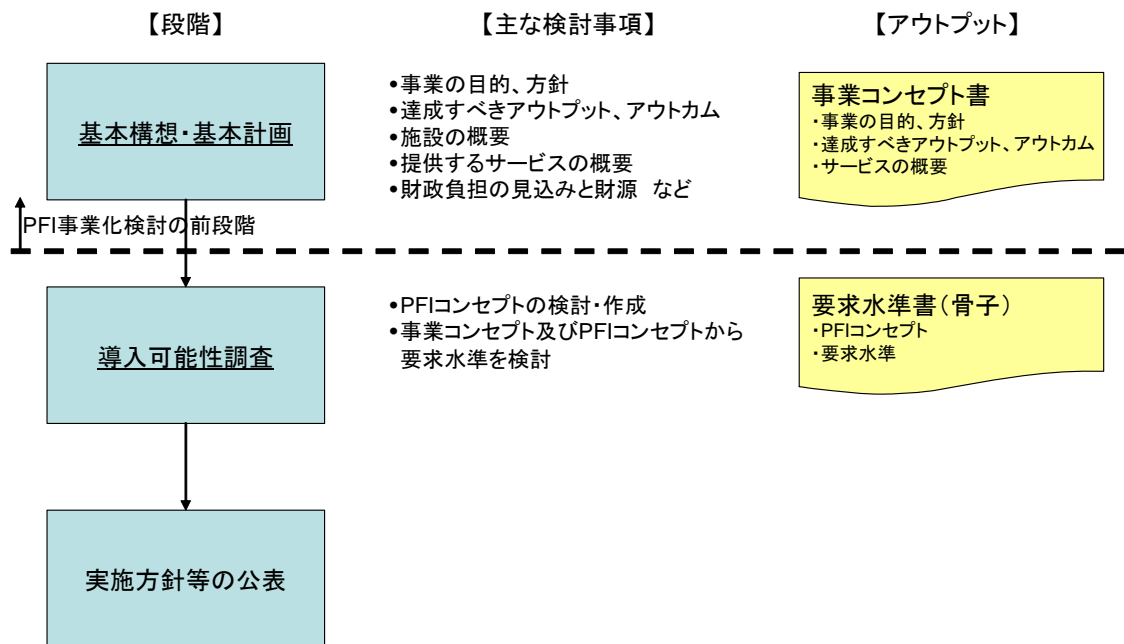 【段階】
【主な検討事項】
【アウトプット】
基本構想・基本計画
•事業の目的、方針
•達成すべきアウトプット、アウトカム
•施設の概要
•提供するサービスの概要
•財政負担の見込みと財源 など
事業コンセプト書
・事業の目的、方針
・達成すべきアウトプット、アウトカム
・サービスの概要
PFI事業化検討の前段階
導入可能性調査
•PFIコンセプトの検討・作成
•事業コンセプト及びPFIコンセプトから
要求水準を検討
要求水準書（骨子）
・PFIコンセプト
・要求水準
実施方針等の公表